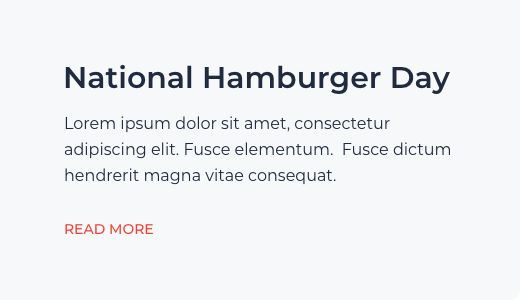 National Hamburger Day
Lorem ipsum dolor sit amet, consectetur
adipiscing elit. Fusce elementum.  Fusce dictum
hendrerit magna vitae consequat.
READ MORE